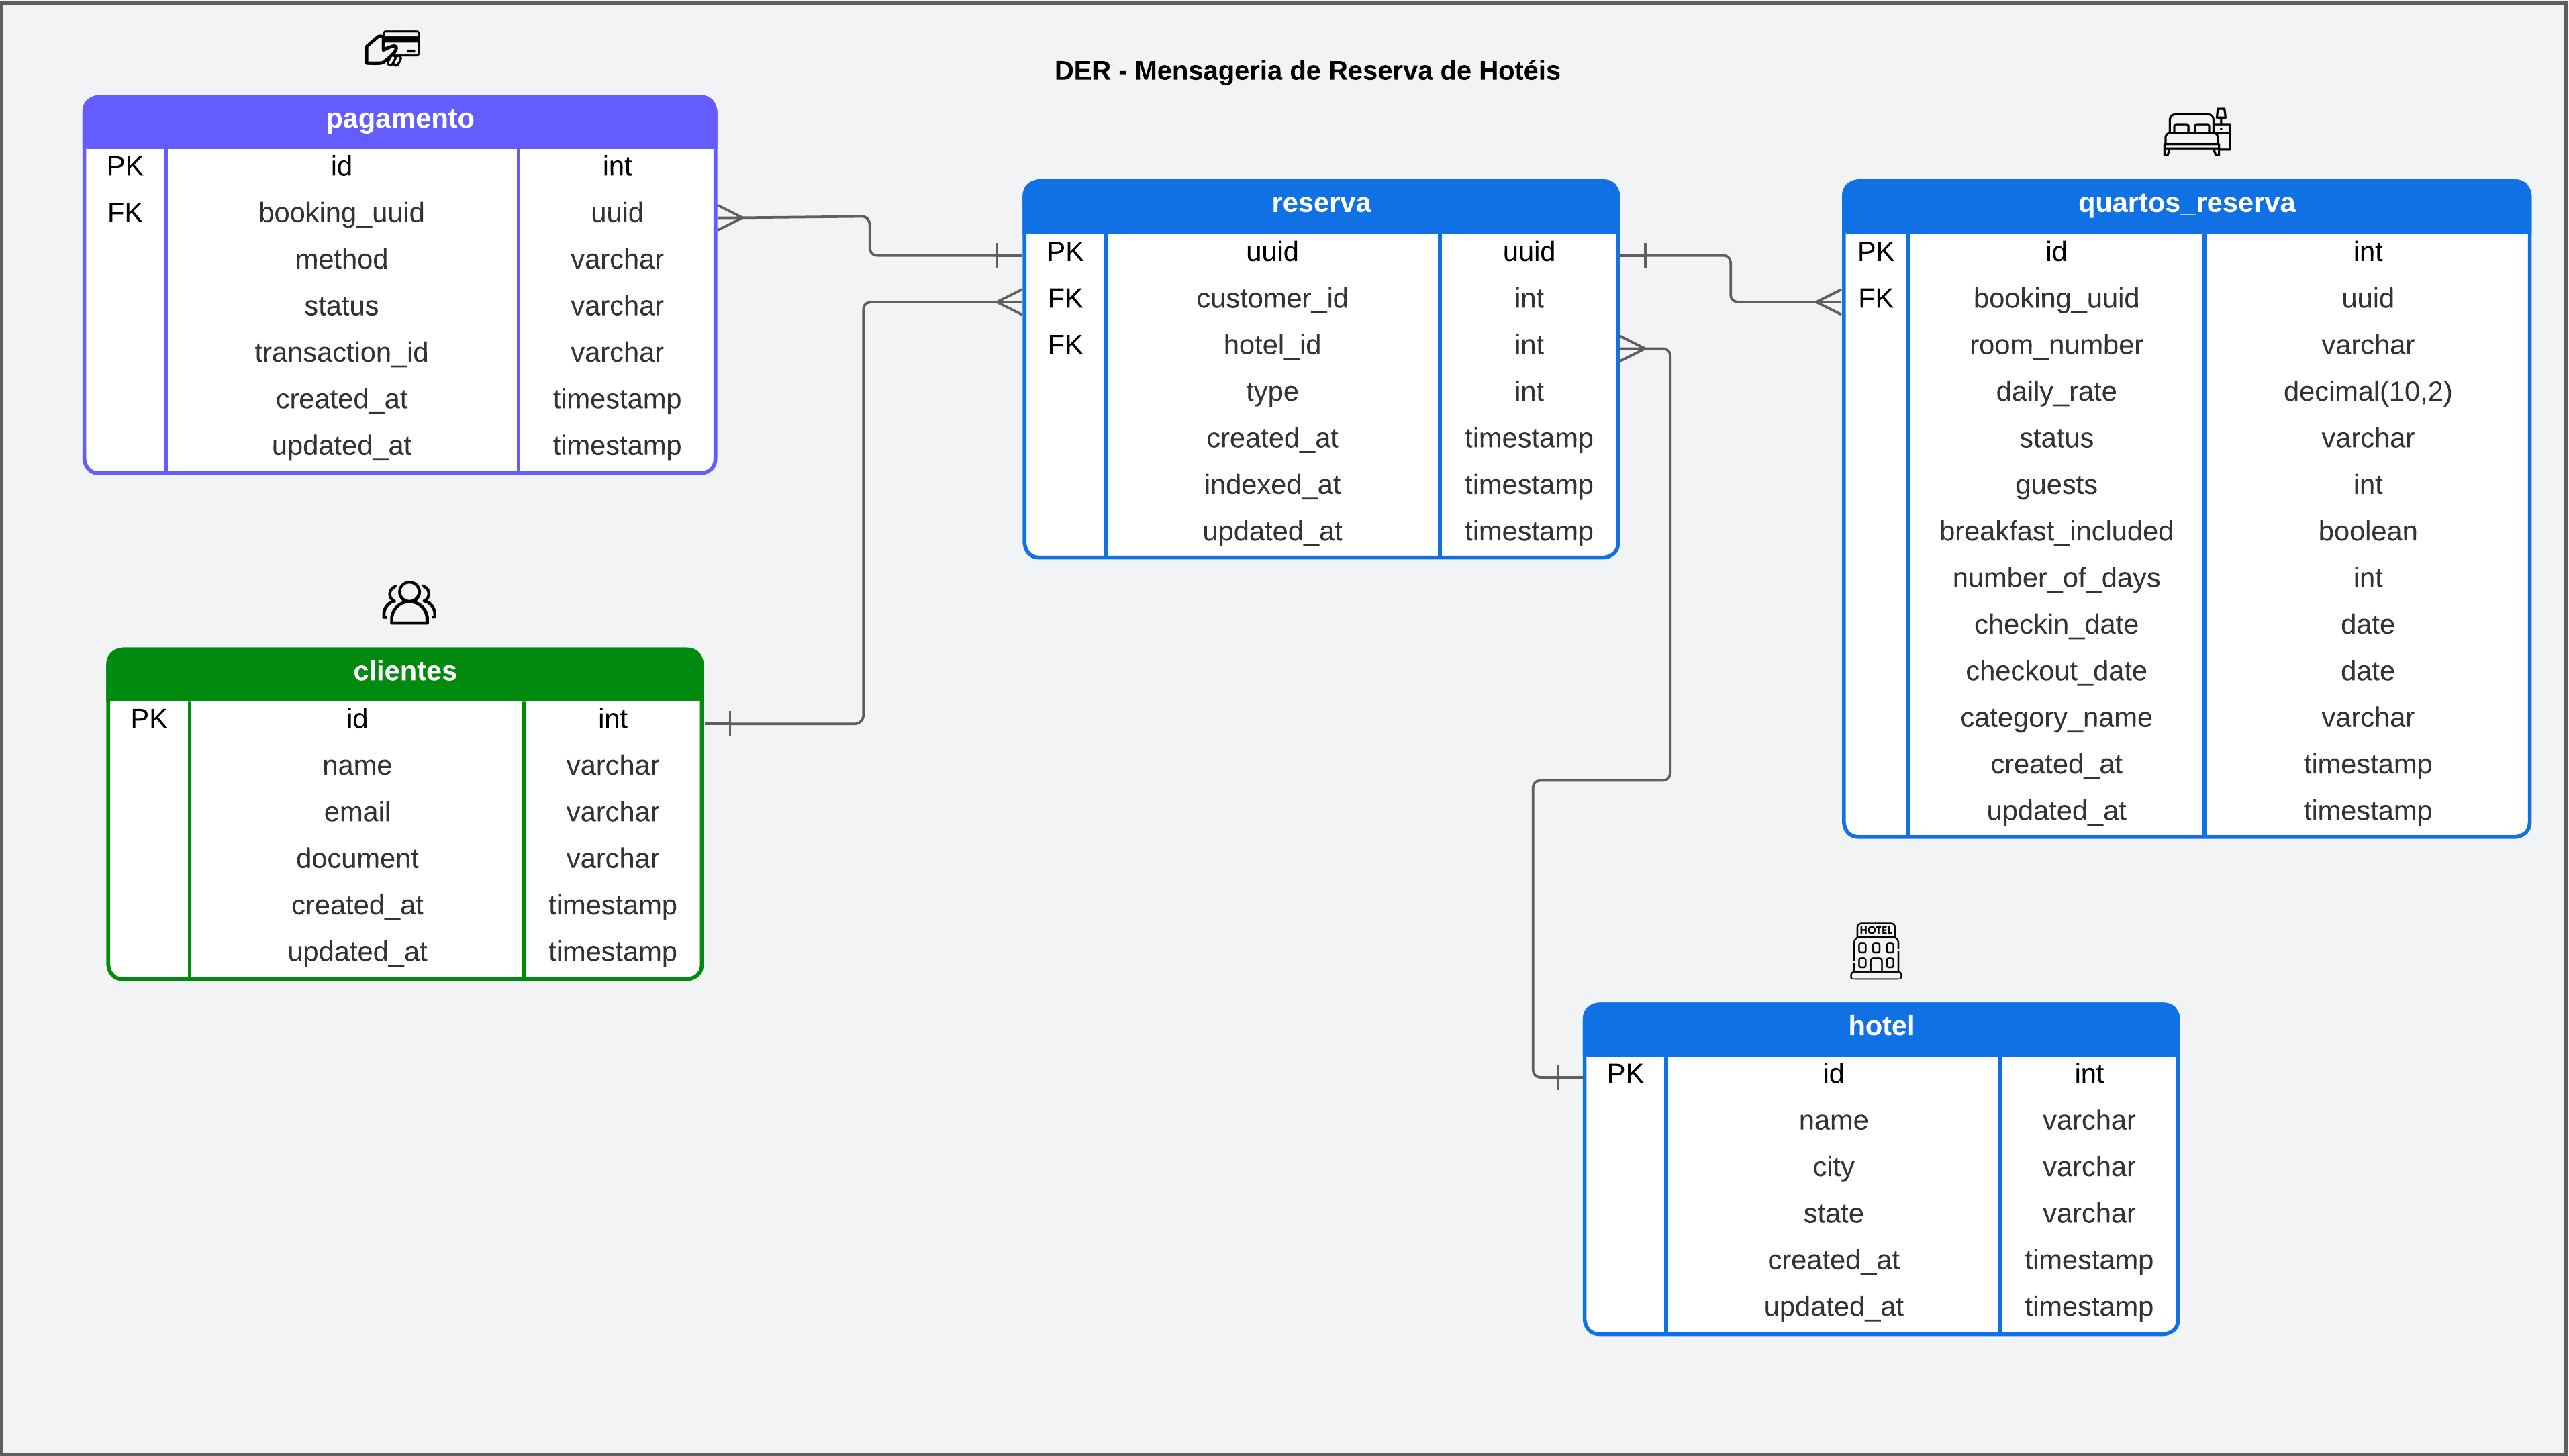 DER - Mensageria de Reserva de Hotéis
pagamento
PK id int
FK booking_uuid uuid
method varchar
status varchar
transaction_id varchar
created_at timestamp
updated_at timestamp
reserva
PK uuid uuid
FK customer_id int
FK hotel_id int
type int
created_at timestamp
indexed_at timestamp
updated_at timestamp
quartos_reserva
PK id int
FK booking_uuid uuid
room_number varchar
daily_rate decimal(10,2)
status varchar
guests int
breakfast_included boolean
number_of_days int
checkin_date date
checkout_date date
category_name varchar
created_at timestamp
updated_at timestamp
clientes
PK id int
name varchar
email varchar
document varchar
created_at timestamp
updated_at timestamp
HOTEL
hotel
PK id int
name varchar
city varchar
state varchar
created_at timestamp
updated_at timestamp